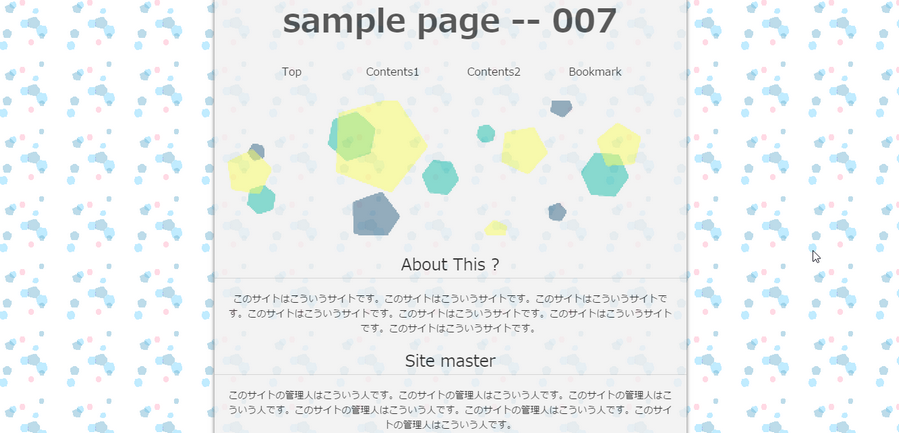 sample page -- 007
Top Contents1 Contents2 Bookmark
About This ?
このサイトはこういうサイトです。このサイトはこういうサイトです。このサイトはこういうサイトで
す。このサイトはこういうサイトです。このサイトはこういうサイトです。このサイトはこういうサイトで
す。このサイトはこういうサイトです。
Site master
このサイトの管理人はこういう人です。このサイトの管理人はこういう人です。このサイトの管理人はこ
ういう人です。このサイトの管理人はこういう人です。このサイトの管理人はこういう人です。このサイ
トの管理人はこういう人です。